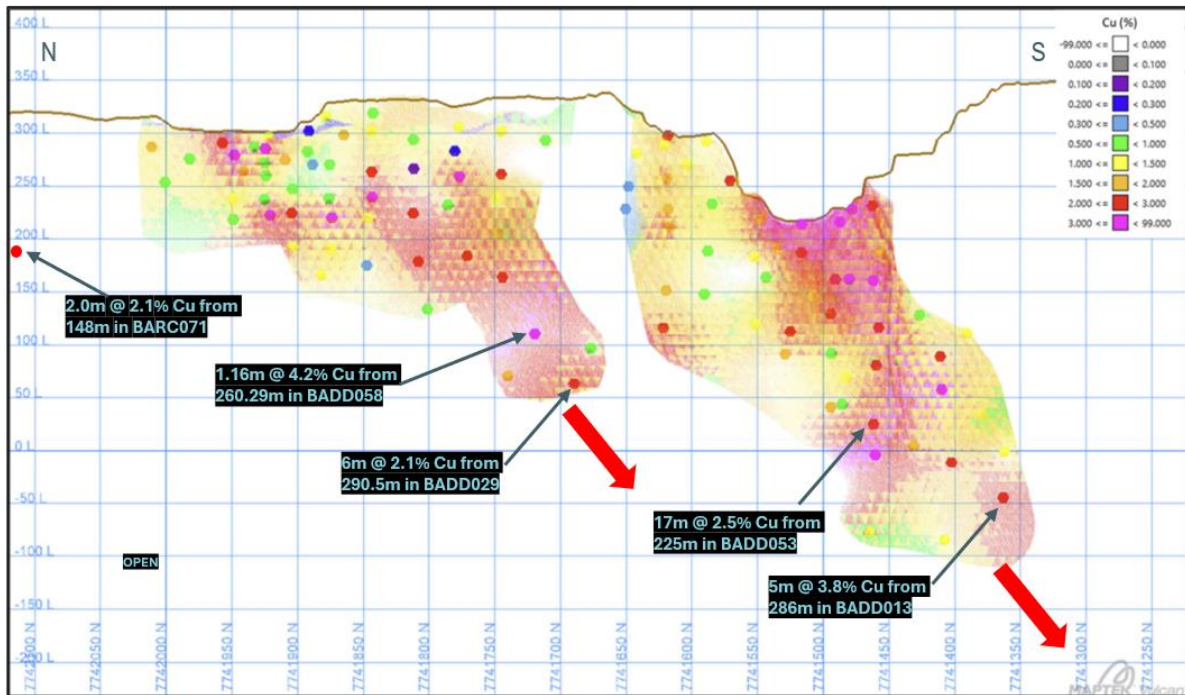 400 L
350 L
300 L
250 L
200 L
150 L
100 L
50 L
0 L
-50 L
-100 L
-150 L
-200 L
N
S
Cu (%)
-99.000 <= < 0.000
0.000 <= < 0.100
0.100 <= < 0.200
0.200 <= < 0.300
0.300 <= < 0.500
0.500 <= < 1.000
1.000 <= < 1.500
1.500 <= < 2.000
2.000 <= < 3.000
3.000 <= < 99.000
2.0m @ 2.1% Cu from
148m in BARC071
1.16m @ 4.2% Cu from
260.29m in BADD058
6m @ 2.1% Cu from
290.5m in BADD029
17m @ 2.5% Cu from
225m in BADD053
5m @ 3.8% Cu from
286m in BADD013
OPEN
7742050 N
7742000 N
7741950 N
7741900 N
7741850 N
7741800 N
7741750 N
7741700 N
7741650 N
7741600 N
7741550 N
7741500 N
7741450 N
7741400 N
7741350 N
7741300 N
7741250 N
MAPTEK Vulcan